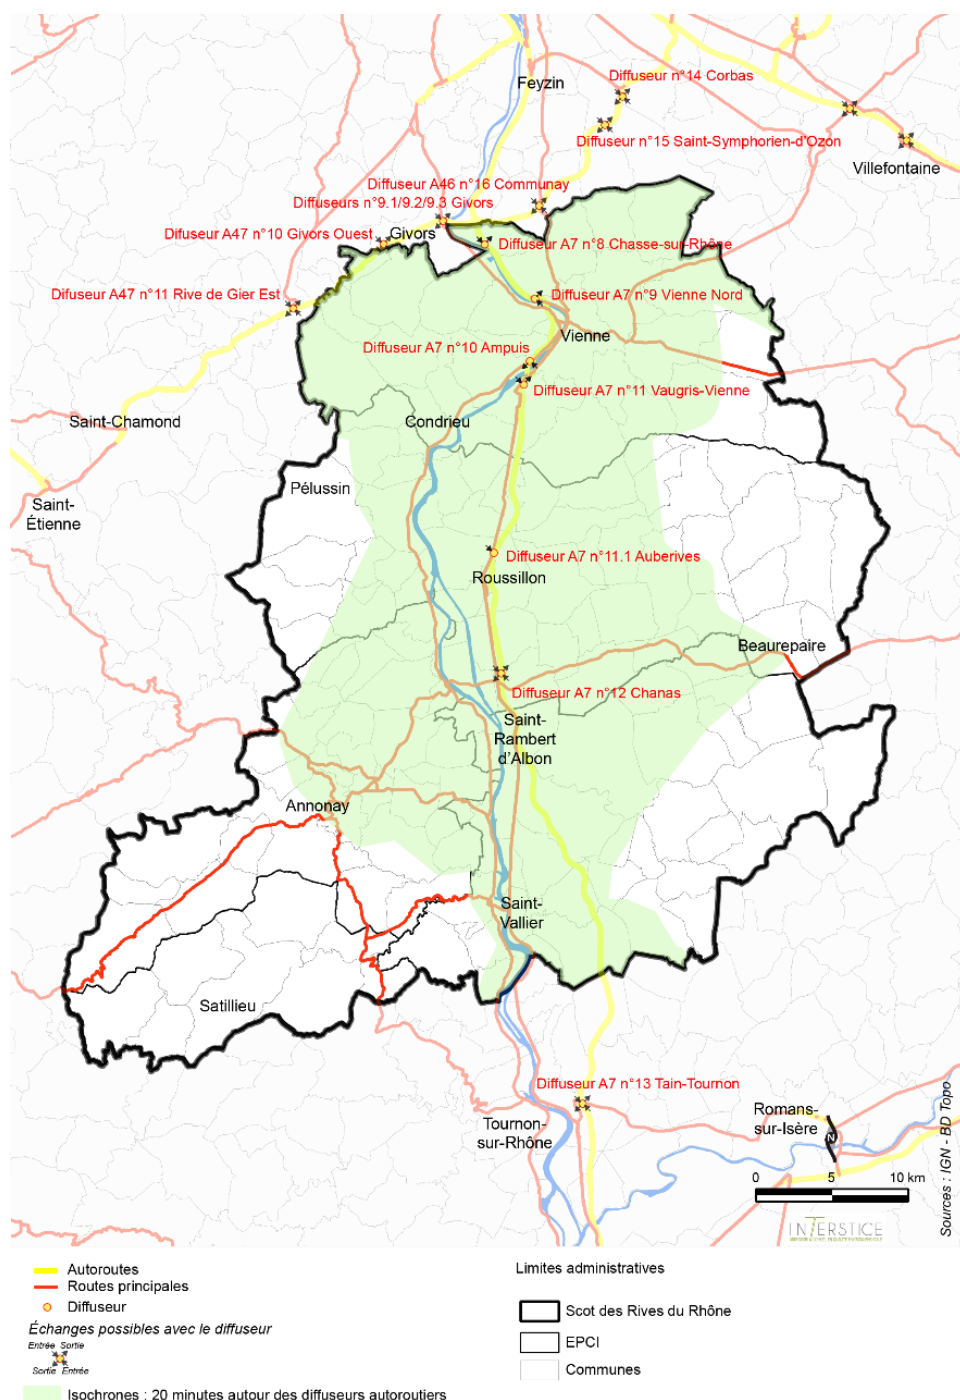 Feyzin
Diffuseur n°14 Corbas
Diffuseur n°15 Saint-Symphorien-d'Ozon
Villefontaine
Diffuseur A46 n°16 Communay
Diffuseurs n°9.1/9.2/9.3 Givors
Diffuseur A47 n°10 Givors Ouest
Givors
Diffuseur A7 n°8 Chasse-sur-Rhône
Difuseur A47 n°11 Rive de Gier Est
Diffuseur A7 n°9 Vienne Nord
Vienne
Diffuseur A7 n°10 Ampuis
Diffuseur A7 n°11 Vaugris-Vienne
Saint-Chamond
Condrieu
Pélussin
Saint-
Étienne
Diffuseur A7 n°11.1 Auberives
Roussillon
Beaurepaire
Diffuseur A7 n°12 Chanas
Saint-
Rambert
d'Albon
Annonay
Saint-
Vallier
Satillieu
Diffuseur A7 n°13 Tain-Tournon
Tournon-
sur-Rhône
Romans-
sur-Isère
N
0 5 10 km
Sources : IGN - BD Topo
INTERSTICE
Autoroutes
Routes principales
Diffuseur
Échanges possibles avec le diffuseur
Entrée Sortie
Sortie Entrée
Isochrones : 20 minutes autour des diffuseurs autoroutiers
Limites administratives
Scot des Rives du Rhône
EPCI
Communes